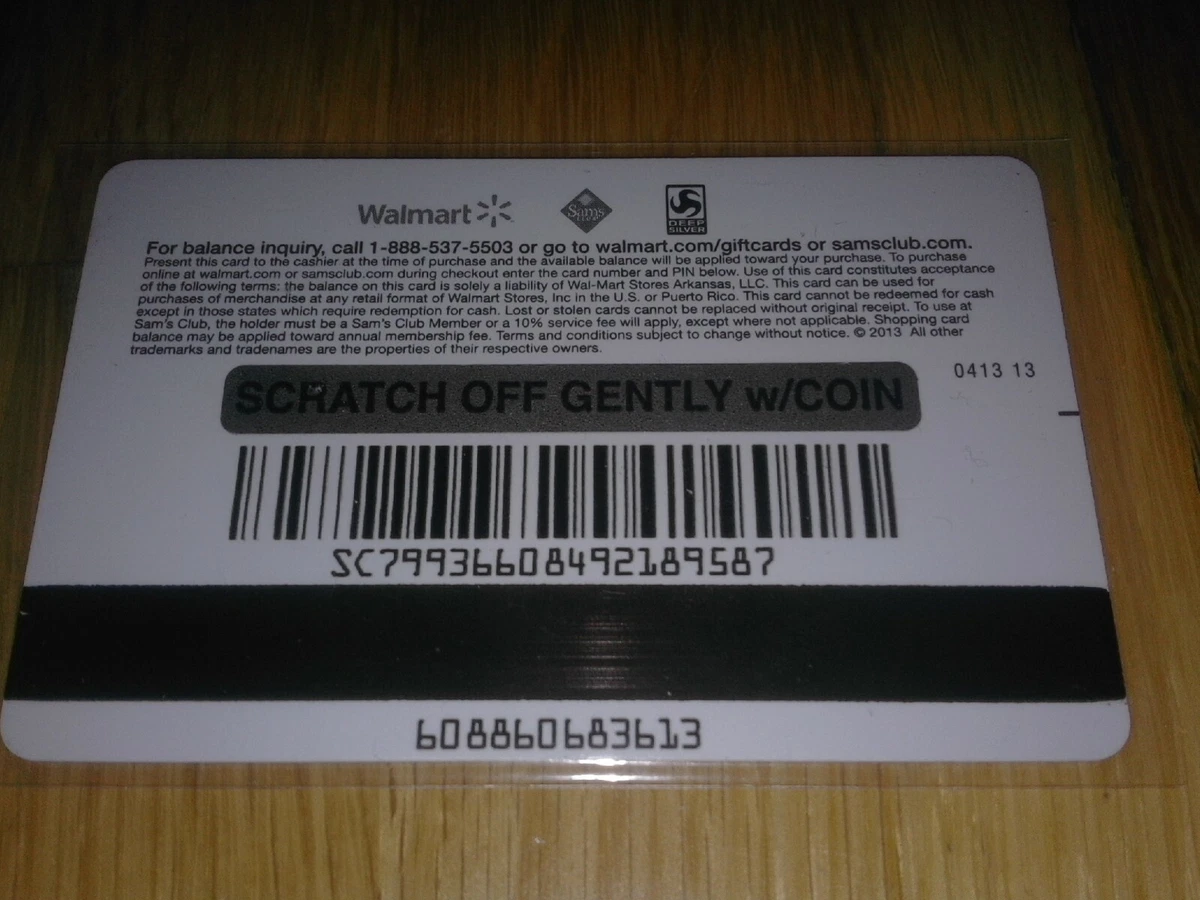 Walmart Sam's CLUB DEEP SILVER
For balance inquiry, call 1-888-537-5503 or go to walmart.com/giftcards or samsclub.com.
Present this card to the cashier at the time of purchase and the available balance will be applied toward your purchase. To purchase
online at walmart.com or samsclub.com during checkout enter the card number and PIN below. Use of this card constitutes acceptance
of the following terms: the balance on this card is solely a liability of Wal-Mart Stores Arkansas, LLC. This card can be used for
purchases of merchandise at any retail format of Walmart Stores, Inc in the U.S. or Puerto Rico. This card cannot be redeemed for cash
except in those states which require redemption for cash. Lost or stolen cards cannot be replaced without original receipt. To use at
Sam's Club, the holder must be a Sam's Club Member or a 10% service fee will apply, except where not applicable. Shopping card
balance may be applied toward annual membership fee. Terms and conditions subject to change without notice. © 2013 All other
trademarks and tradenames are the properties of their respective owners.
0413 13
SCRATCH OFF GENTLY w/COIN
SC79936608492189587
608860683613